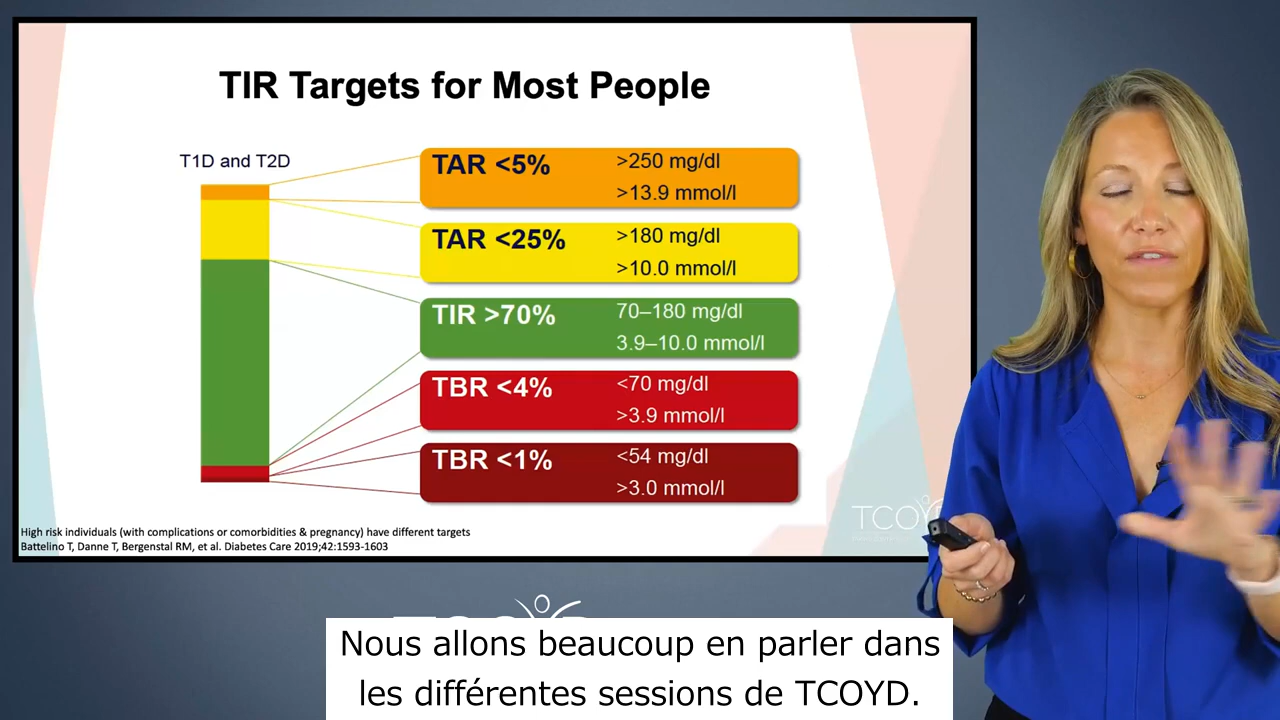 TIR Targets for Most People
T1D and T2D
TAR <5%
>250 mg/dl
>13.9 mmol/l
TAR <25%
>180 mg/dl
>10.0 mmol/l
TIR >70%
70–180 mg/dl
3.9–10.0 mmol/l
TBR <4%
<70 mg/dl
>3.9 mmol/l
TBR <1%
<54 mg/dl
>3.0 mmol/l
High risk individuals (with complications or comorbidities & pregnancy) have different targets
Battelino T, Danne T, Bergenstal RM, et al. Diabetes Care 2019;42:1593-1603
Nous allons beaucoup en parler dans
les différentes sessions de TCOYD.